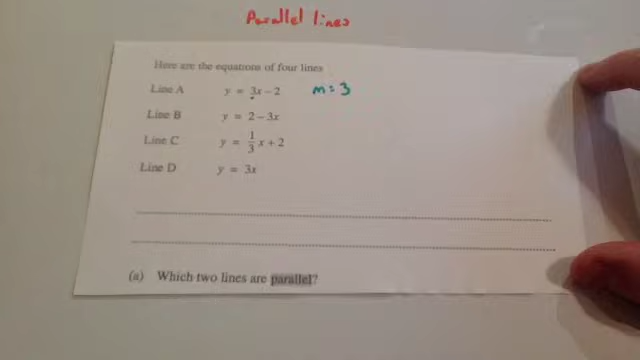 Parallel lines
Here are the equations of four lines
Line A y = 3x – 2 m = 3
Line B y = 2 – 3x
Line C y = 1/3 x + 2
Line D y = 3x
(a) Which two lines are parallel?